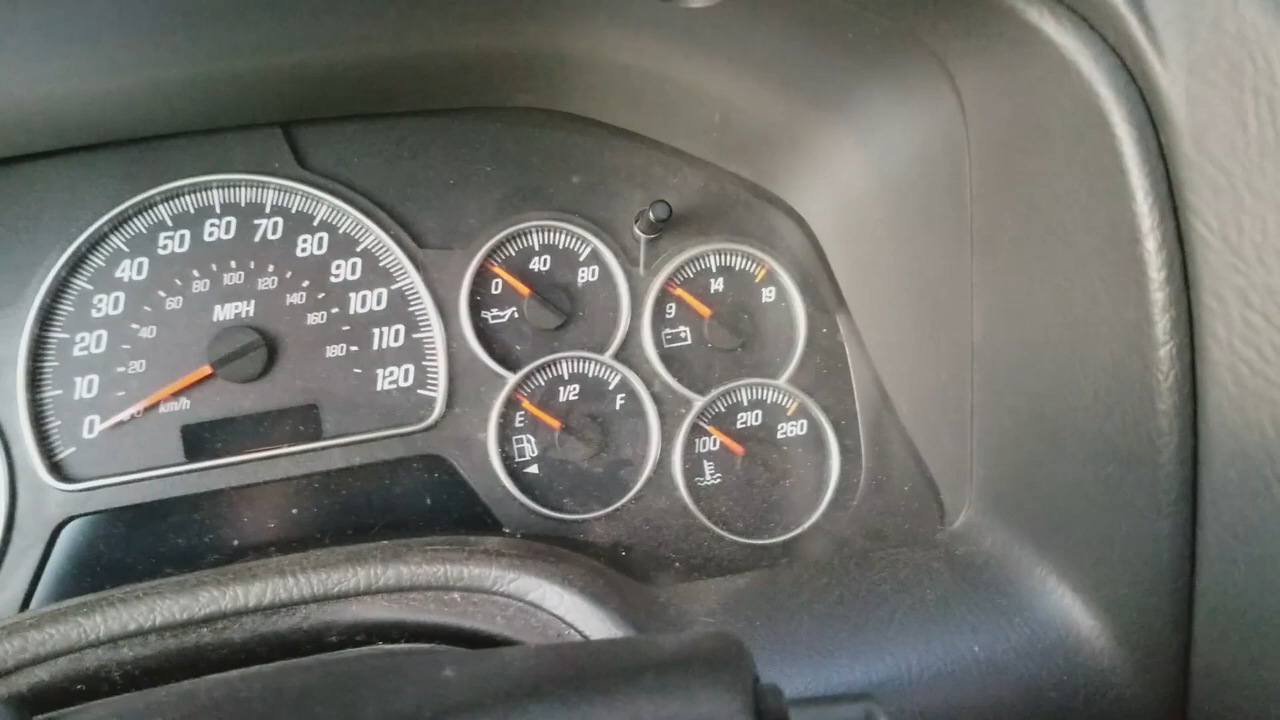 0 10 20 30 40 50 60 70 80 90 100 110 120
20 40 60 80 100 120 140 160 180
MPH
km/h
0 40 80
9 14 19
E 1/2 F
100 210 260